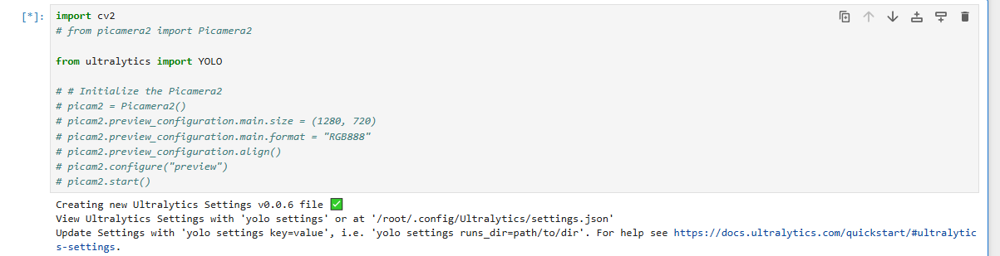 [*]:
import cv2
# from picamera2 import Picamera2
from ultralytics import YOLO
# # Initialize the Picamera2
# picam2 = Picamera2()
# picam2.preview_configuration.main.size = (1280, 720)
# picam2.preview_configuration.main.format = "RGB888"
# picam2.preview_configuration.align()
# picam2.configure("preview")
# picam2.start()
Creating new Ultralytics Settings v0.0.6 file ✅
View Ultralytics Settings with 'yolo settings' or at '/root/.config/Ultralytics/settings.json'
Update Settings with 'yolo settings key=value', i.e. 'yolo settings runs_dir=path/to/dir'. For help see https://docs.ultralytics.com/quickstart/#ultralytic
s-settings.